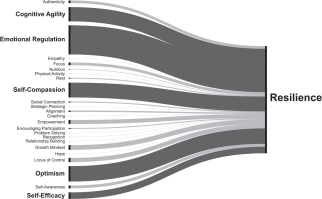 Authenticity
Cognitive Agility
Emotional Regulation
Empathy
Focus
Nutrition
Physical Activity
Rest
Self-Compassion
Social Connection
Strategic Planning
Alignment
Coaching
Empowerment
Encouraging Participation
Problem Solving
Recognition
Relationship Building
Growth Mindset
Hope
Locus of Control
Optimism
Self-Awareness
Self-Efficacy
Resilience